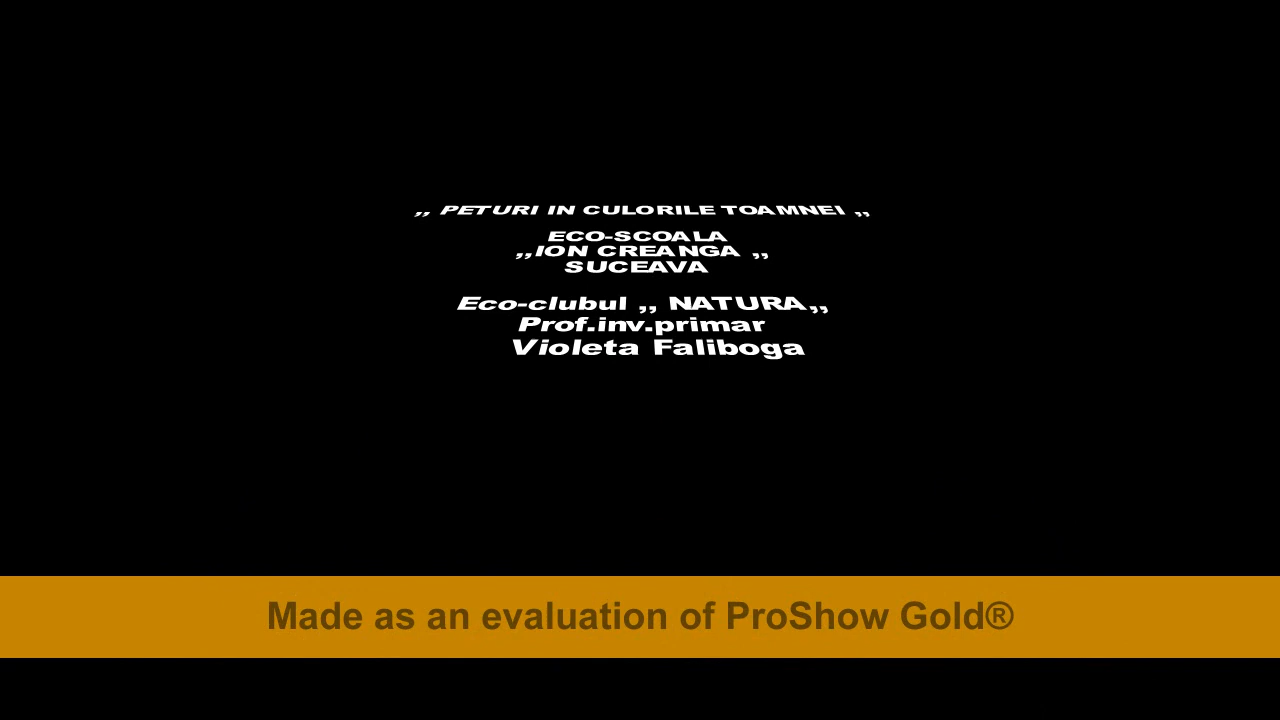 ,, PETURI IN CULORILE TOAMNEI ,,
ECO-SCOALA
,,ION CREANGA ,,
SUCEAVA
Eco-clubul ,, NATURA,,
Prof.inv.primar
Violeta Faliboga
Made as an evaluation of ProShow Gold®